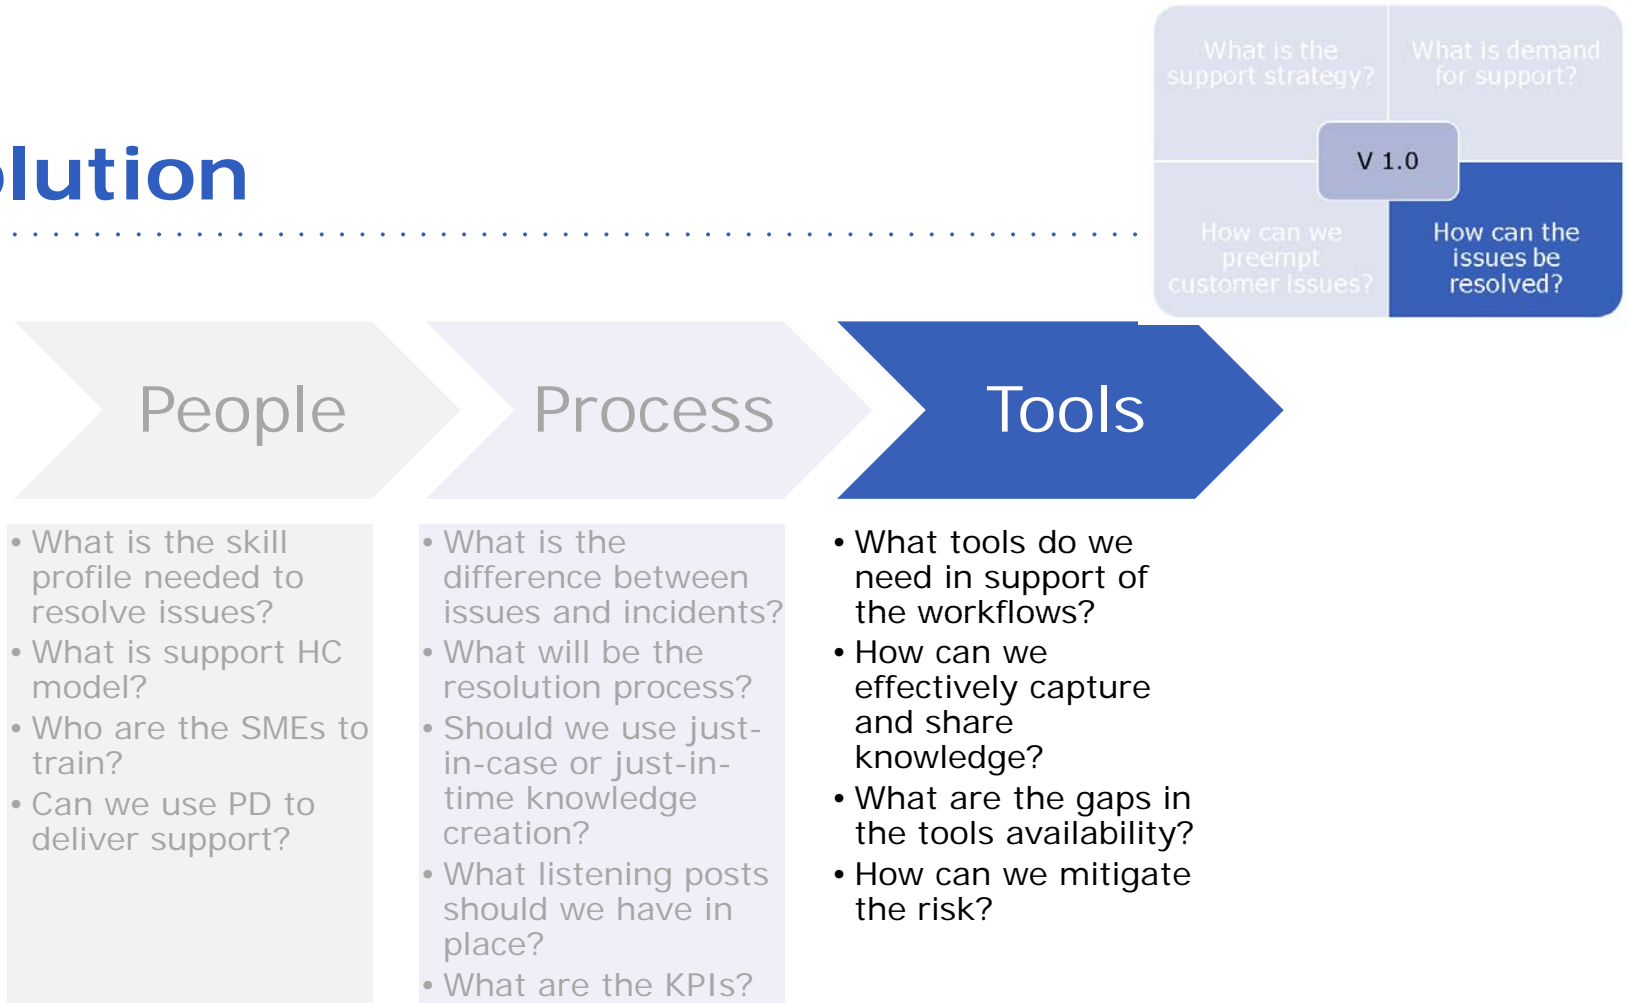 What is the
support strategy?
What is demand
for support?
V 1.0
How can we
preempt
customer issues?
How can the
issues be
resolved?
olution
People
Process
Tools
• What is the skill
profile needed to
resolve issues?
• What is support HC
model?
• Who are the SMEs to
train?
• Can we use PD to
deliver support?
• What is the
difference between
issues and incidents?
• What will be the
resolution process?
• Should we use just-
in-case or just-in-
time knowledge
creation?
• What listening posts
should we have in
place?
• What are the KPIs?
• What tools do we
need in support of
the workflows?
• How can we
effectively capture
and share
knowledge?
• What are the gaps in
the tools availability?
• How can we mitigate
the risk?